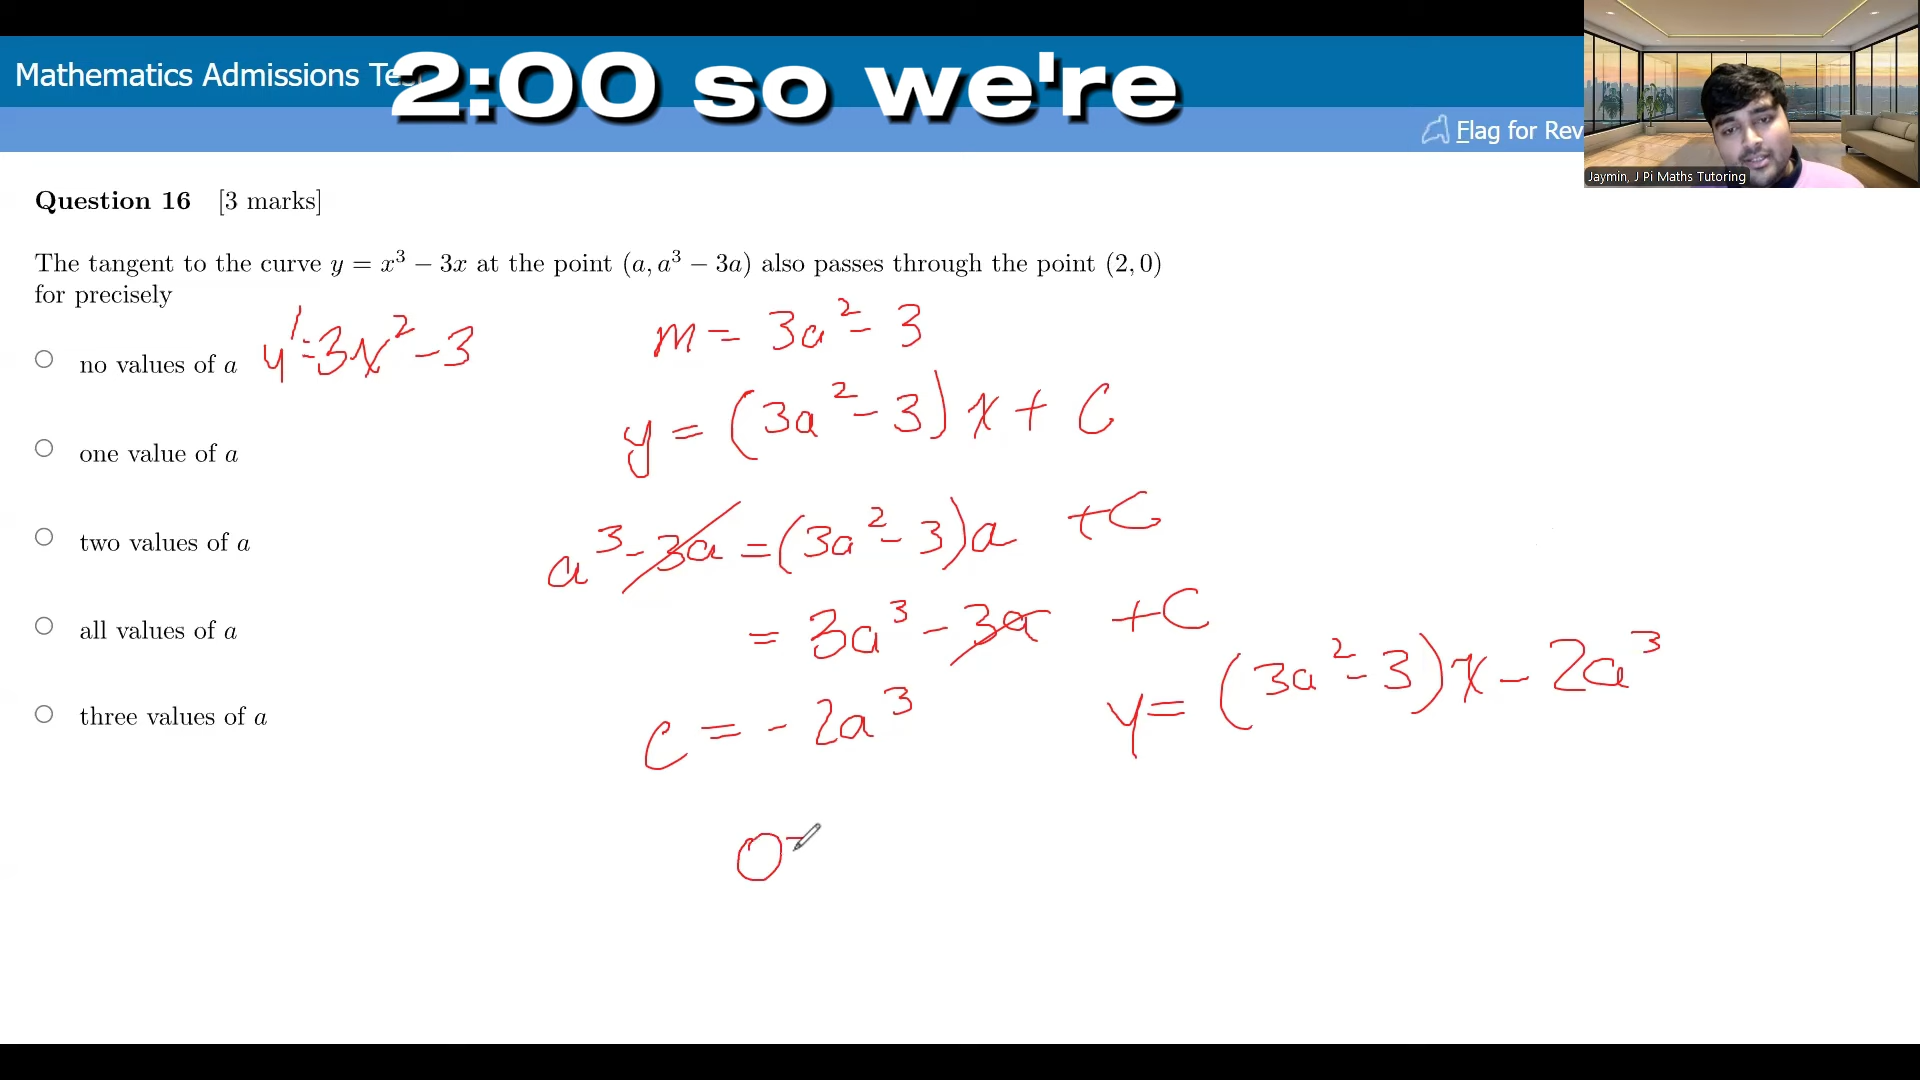 Mathematics Admissions Te
2:00 so we're
Flag for Rev
Jaymin, J Pi Maths Tutoring
Question 16 [3 marks]
The tangent to the curve y = x³ − 3x at the point (a, a³ − 3a) also passes through the point (2, 0)
for precisely
no values of a
one value of a
two values of a
all values of a
three values of a
y' = 3x² − 3
m = 3a² − 3
y = (3a² − 3)x + C
a³ − 3a = (3a² − 3)a + C
= 3a³ − 3a + C
C = −2a³
y = (3a² − 3)x − 2a³
0